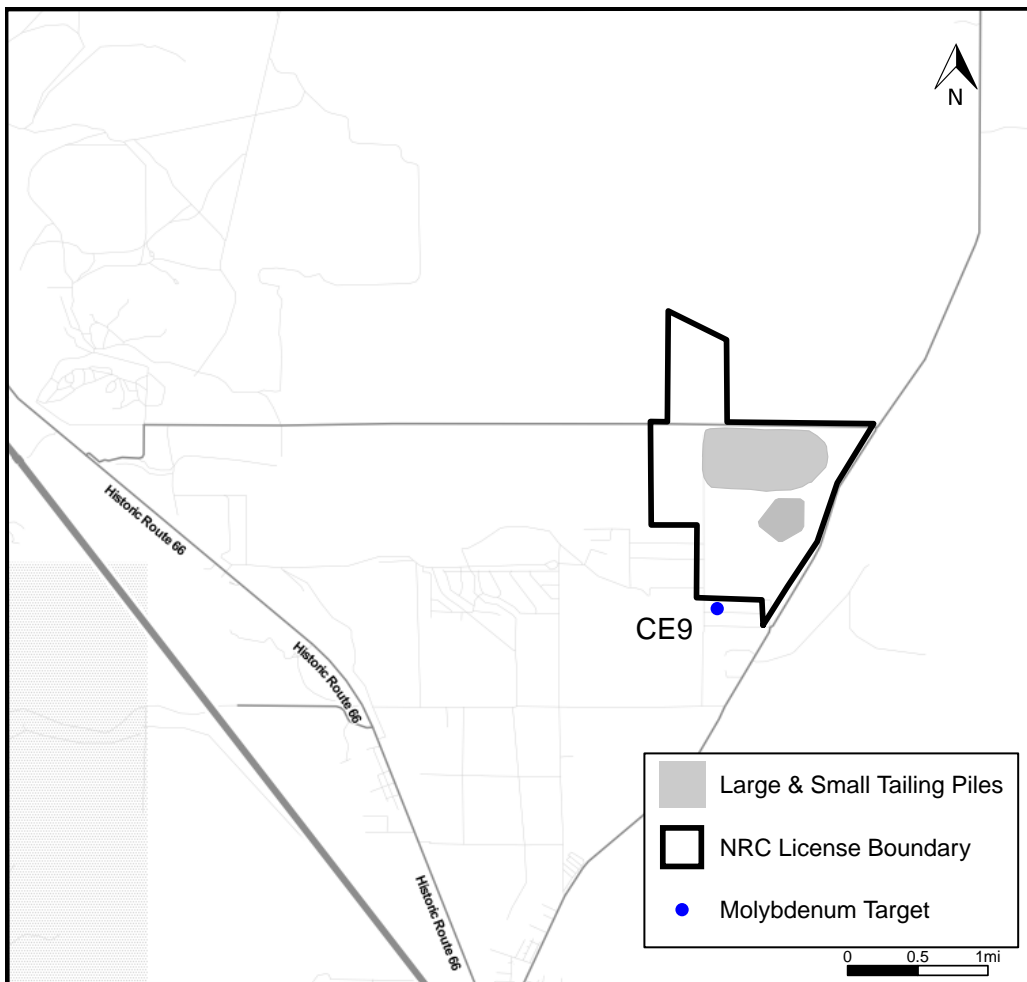 N
Historic Route 66
Historic Route 66
CE9
Historic Route 66
Large & Small Tailing Piles
NRC License Boundary
Molybdenum Target
0 0.5 1mi